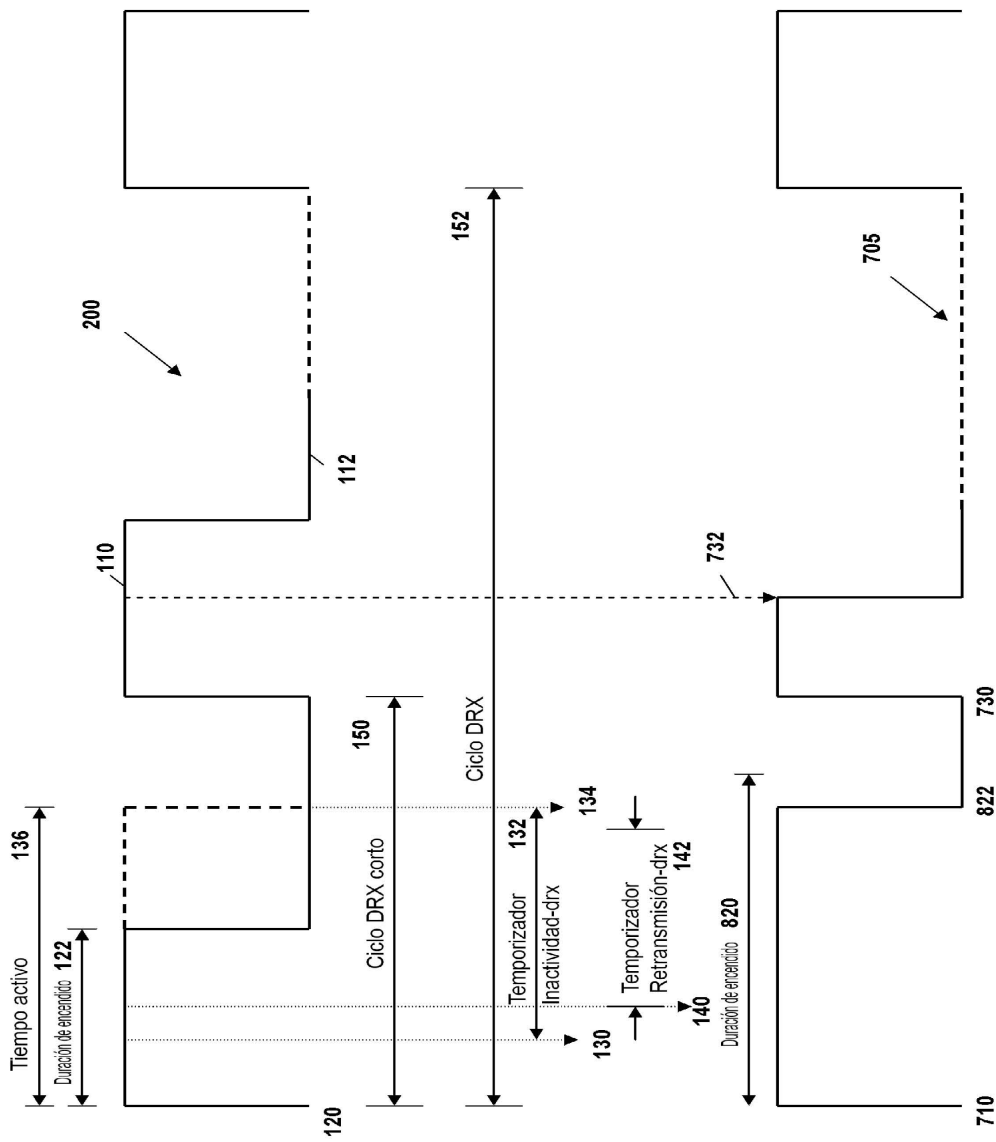 Tiempo activo
136
Duración de encendido 122
120
110
200
112
Ciclo DRX corto
150
Ciclo DRX
152
130
Temporizador
Inactividad-drx
132
134
140
Temporizador
Retransmisión-drx
142
732
Duración de encendido 820
710
822
730
705